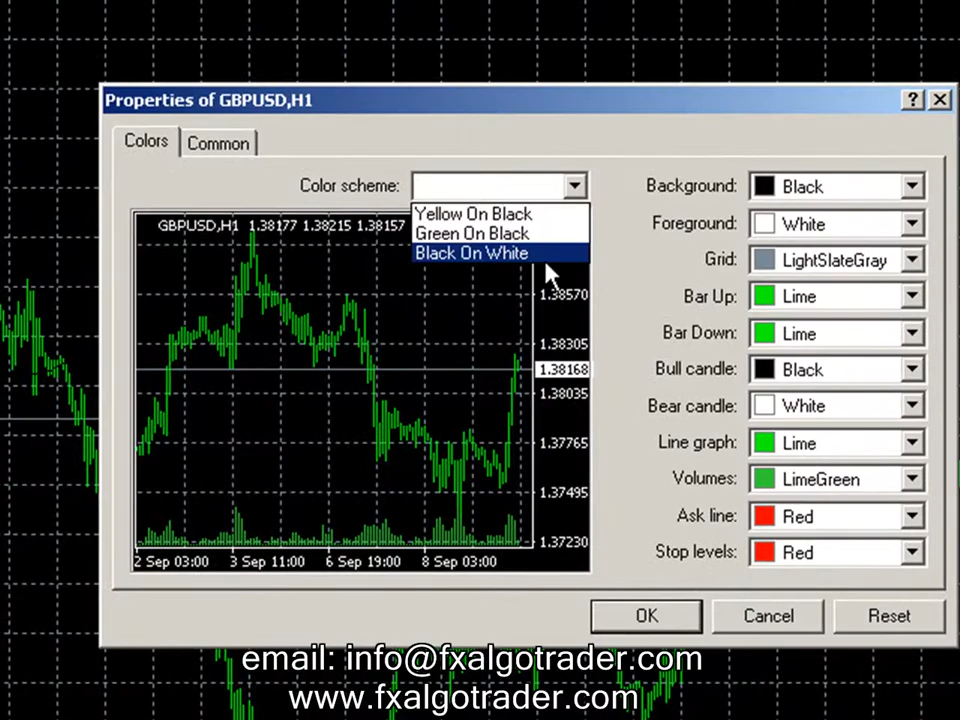 Properties of GBPUSD,H1
Colors
Common
Color scheme:
Yellow On Black
Green On Black
Black On White
GBPUSD,H1 1.38177 1.38215 1.38157
1.38570
1.38305
1.38168
1.38035
1.37765
1.37495
1.37230
2 Sep 03:00 3 Sep 11:00 6 Sep 19:00 8 Sep 03:00
Background: Black
Foreground: White
Grid: LightSlateGray
Bar Up: Lime
Bar Down: Lime
Bull candle: Black
Bear candle: White
Line graph: Lime
Volumes: LimeGreen
Ask line: Red
Stop levels: Red
OK Cancel Reset
email: info@fxalgotrader.com
www.fxalgotrader.com